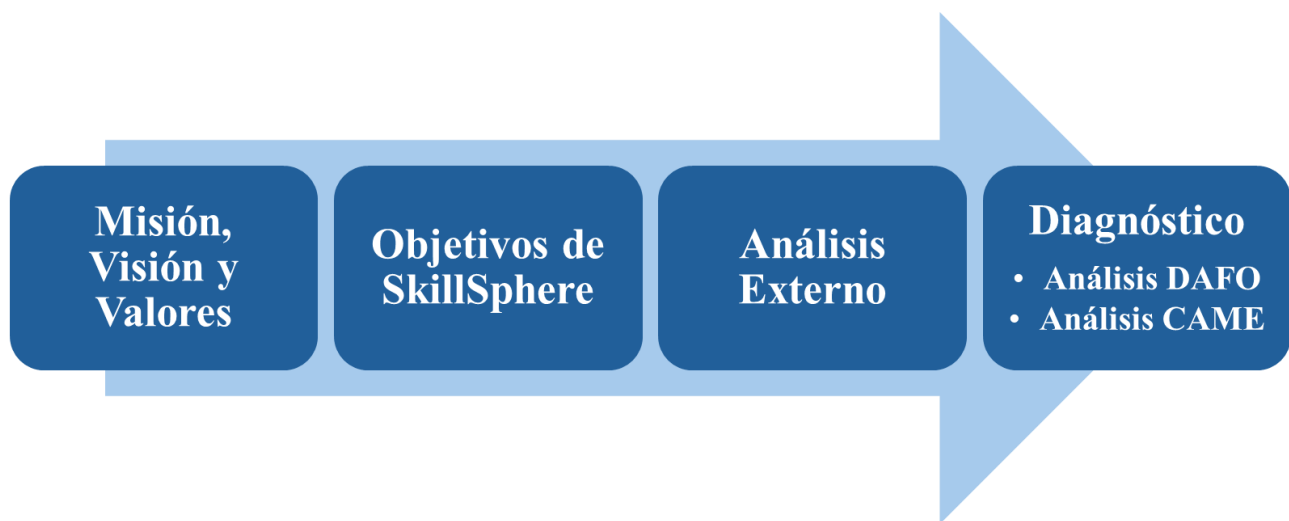 Misión,
Visión y
Valores
Objetivos de
SkillSphere
Análisis
Externo
Diagnóstico
• Análisis DAFO
• Análisis CAME